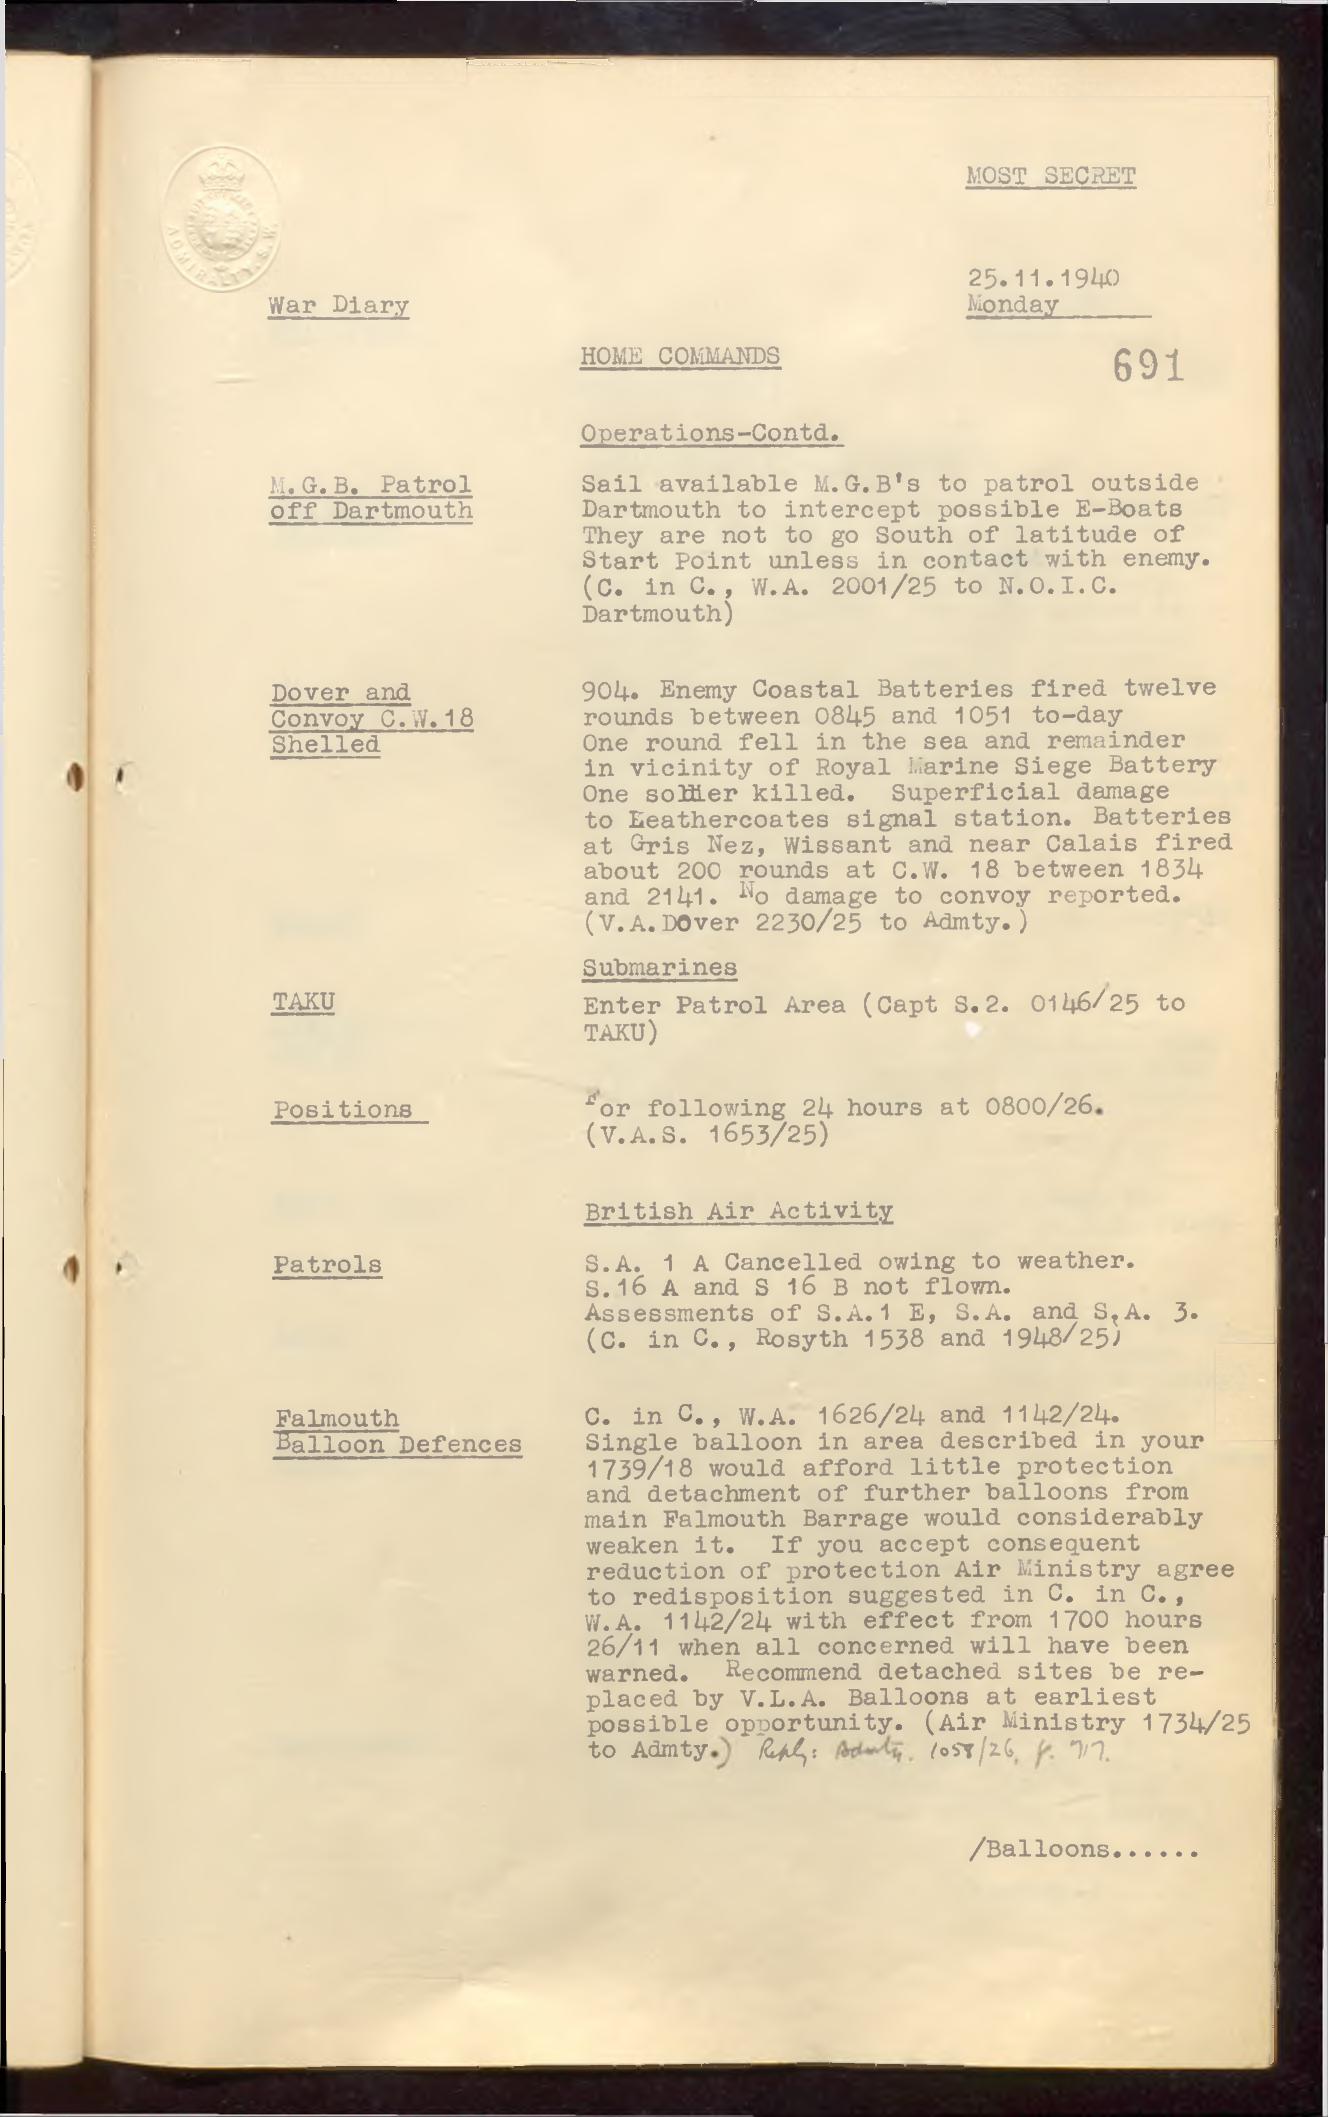 MOST SECRET
ADMIRALTY. S.W.
25.11.1940
War Diary
Monday
HOME COMMANDS
691
Operations-Contd.
M.G.B. Patrol
off Dartmouth
Sail available M.G.B's to patrol outside
Dartmouth to intercept possible E-Boats
They are not to go South of latitude of
Start Point unless in contact with enemy.
(C. in C., W.A. 2001/25 to N.O.I.C.
Dartmouth)
Dover and
Convoy C.W.18
Shelled
904. Enemy Coastal Batteries fired twelve
rounds between 0845 and 1051 to-day
One round fell in the sea and remainder
in vicinity of Royal Marine Siege Battery
One soldier killed. Superficial damage
to Leathercoates signal station. Batteries
at Gris Nez, Wissant and near Calais fired
about 200 rounds at C.W. 18 between 1834
and 2141. No damage to convoy reported.
(V.A.DOver 2230/25 to Admty.)
Submarines
TAKU
Enter Patrol Area (Capt S.2. 0146/25 to
TAKU)
Positions
For following 24 hours at 0800/26.
(V.A.S. 1653/25)
British Air Activity
Patrols
S.A. 1 A Cancelled owing to weather.
S.16 A and S 16 B not flown.
Assessments of S.A.1 E, S.A. and S,A. 3.
(C. in C., Rosyth 1538 and 1948/25)
Falmouth
Balloon Defences
C. in C., W.A. 1626/24 and 1142/24.
Single balloon in area described in your
1739/18 would afford little protection
and detachment of further balloons from
main Falmouth Barrage would considerably
weaken it. If you accept consequent
reduction of protection Air Ministry agree
to redisposition suggested in C. in C.,
W.A. 1142/24 with effect from 1700 hours
26/11 when all concerned will have been
warned. Recommend detached sites be re-
placed by V.L.A. Balloons at earliest
possible opportunity. (Air Ministry 1734/25
to Admty.) Reply: Admty. 1058/26, p. 717.
/Balloons......